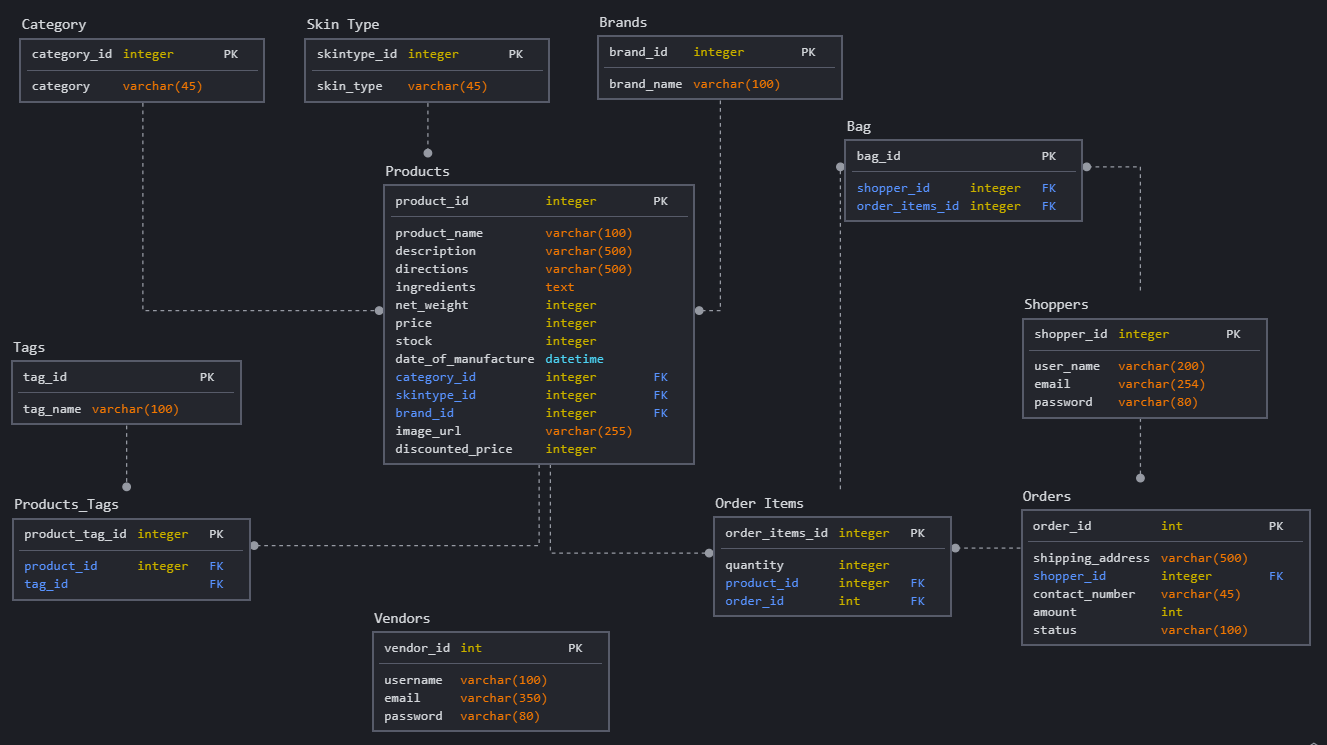 Category
category_id integer PK
category varchar(45)
Skin Type
skintype_id integer PK
skin_type varchar(45)
Brands
brand_id integer PK
brand_name varchar(100)
Bag
bag_id PK
shopper_id integer FK
order_items_id integer FK
Products
product_id integer PK
product_name varchar(100)
description varchar(500)
directions varchar(500)
ingredients text
net_weight integer
price integer
stock integer
date_of_manufacture datetime
category_id integer FK
skintype_id integer FK
brand_id integer FK
image_url varchar(255)
discounted_price integer
Shoppers
shopper_id integer PK
user_name varchar(200)
email varchar(254)
password varchar(80)
Tags
tag_id PK
tag_name varchar(100)
Products_Tags
product_tag_id integer PK
product_id integer FK
tag_id FK
Order Items
order_items_id integer PK
quantity integer
product_id integer FK
order_id int FK
Orders
order_id int PK
shipping_address varchar(500)
shopper_id integer FK
contact_number varchar(45)
amount int
status varchar(100)
Vendors
vendor_id int PK
username varchar(100)
email varchar(350)
password varchar(80)